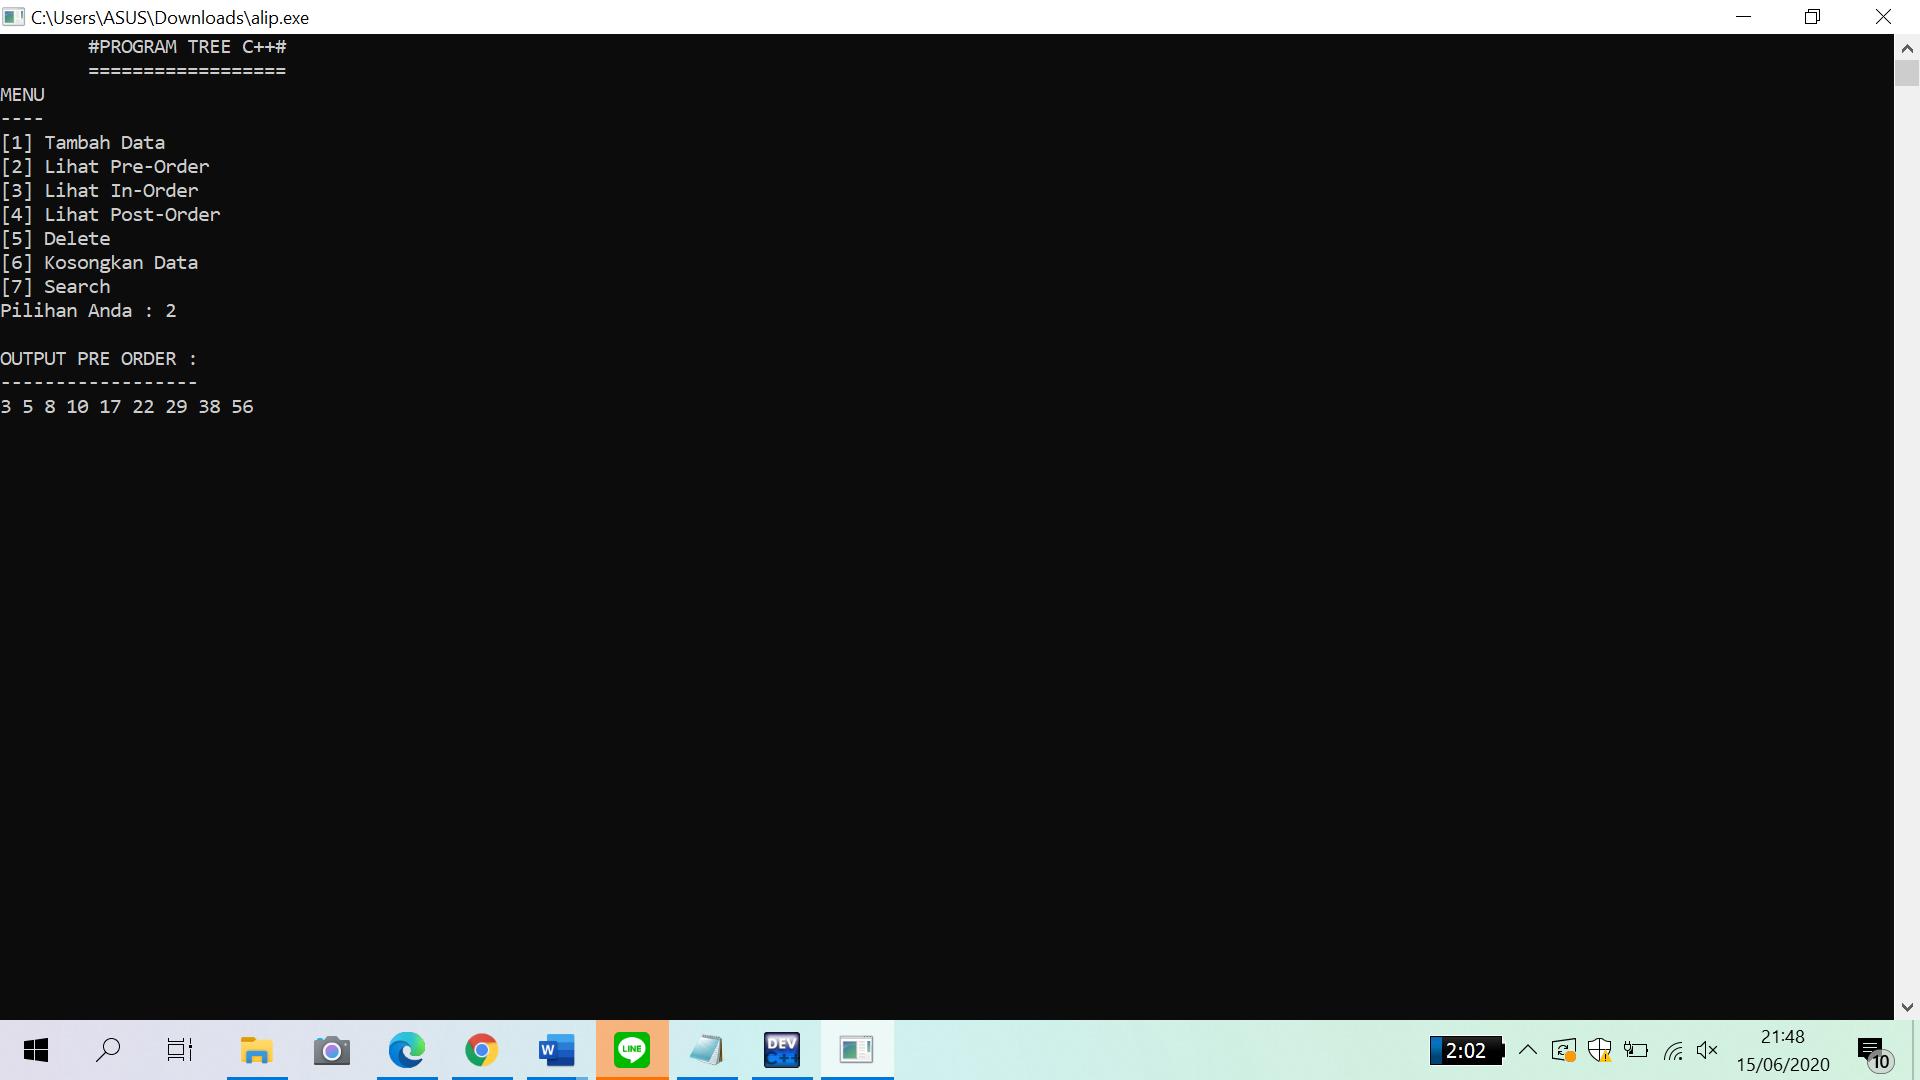 C:\Users\ASUS\Downloads\alip.exe
#PROGRAM TREE C++#
==================
MENU
----
[1] Tambah Data
[2] Lihat Pre-Order
[3] Lihat In-Order
[4] Lihat Post-Order
[5] Delete
[6] Kosongkan Data
[7] Search
Pilihan Anda : 2
OUTPUT PRE ORDER :
------------------
3 5 8 10 17 22 29 38 56
W
LINE
DEV
C++
2:02
21:48
15/06/2020
10